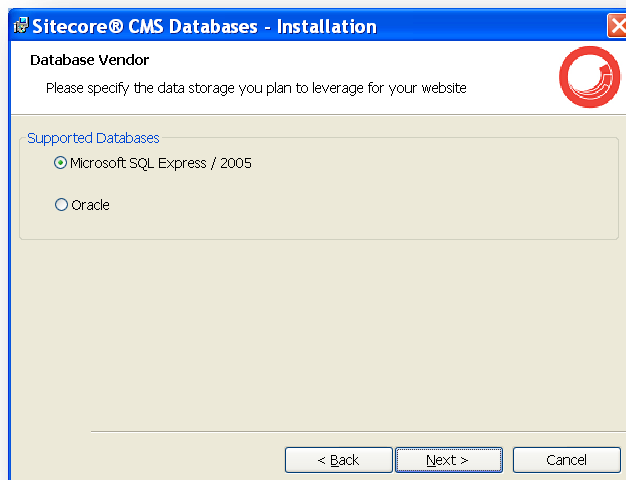 Sitecore® CMS Databases - Installation
Database Vendor
Please specify the data storage you plan to leverage for your website
Supported Databases
Microsoft SQL Express / 2005
Oracle
< Back Next > Cancel